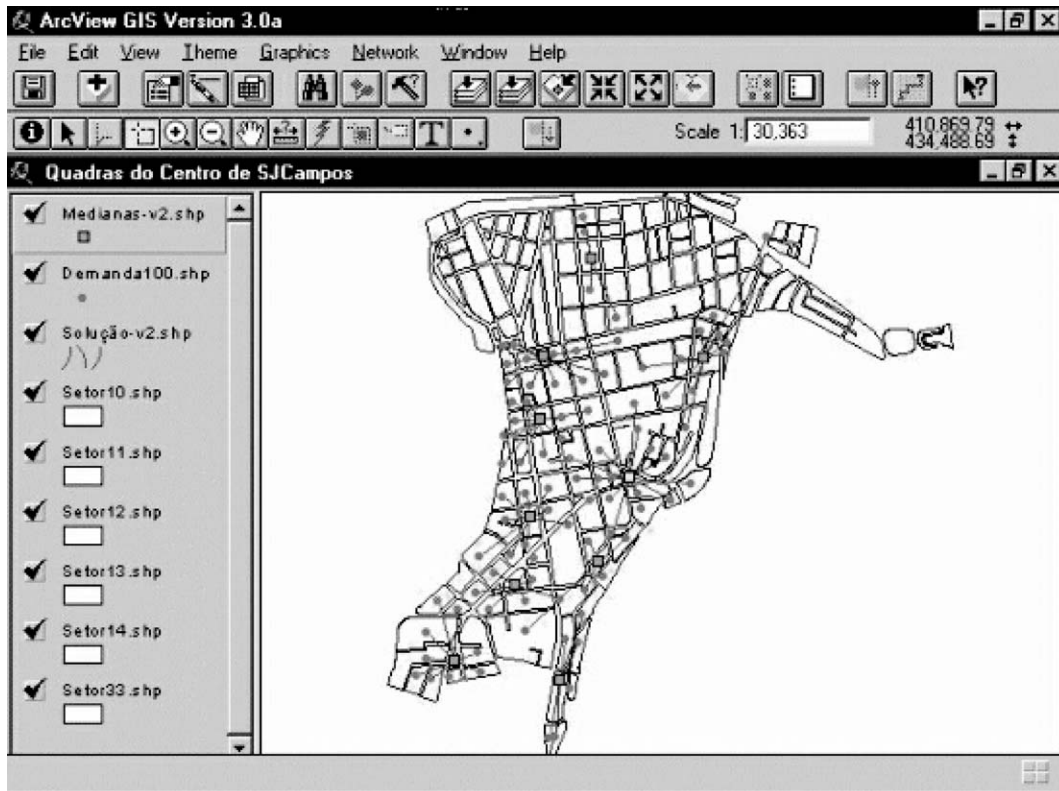 ArcView GIS Version 3.0a
File Edit View Theme Graphics Network Window Help
Scale 1: 30,363
410,869.79
434,488.69
Quadras do Centro de SJCampos
Medianas-v2.shp
Demanda100.shp
Solução-v2.shp
Setor10.shp
Setor11.shp
Setor12.shp
Setor13.shp
Setor14.shp
Setor33.shp